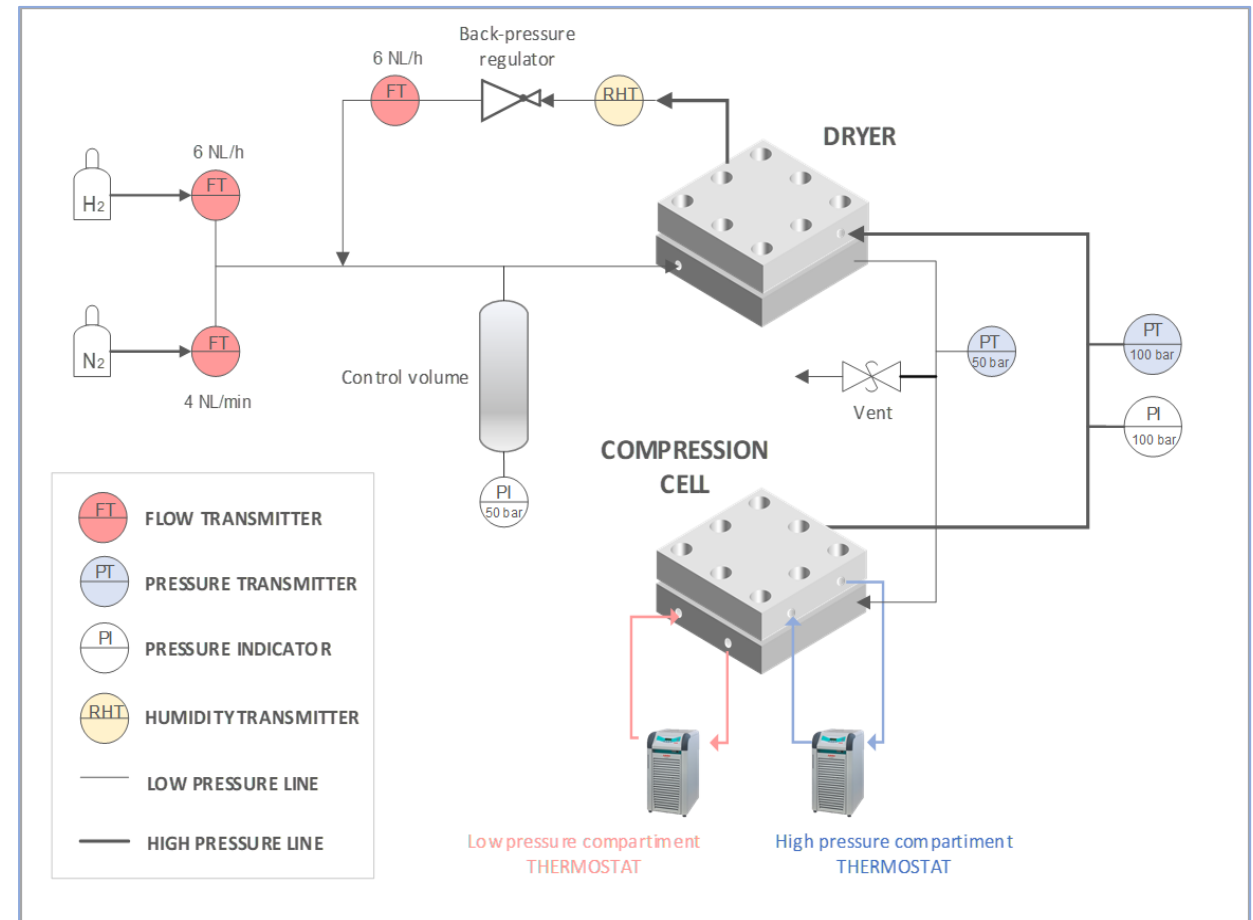 Back-pressure
regulator
6 NL/h
FT
RHT
DRYER
6 NL/h
FT
H2
N2
FT
4 NL/min
Control volume
PI
50 bar
PT
50 bar
Vent
PT
100 bar
PI
100 bar
COMPRESSION
CELL
FT
FLOW TRANSMITTER
PT
PRESSURE TRANSMITTER
PI
PRESSURE INDICATOR
RHT
HUMIDITY TRANSMITTER
LOW PRESSURE LINE
HIGH PRESSURE LINE
Low pressure compartiment
THERMOSTAT
High pressure compartiment
THERMOSTAT